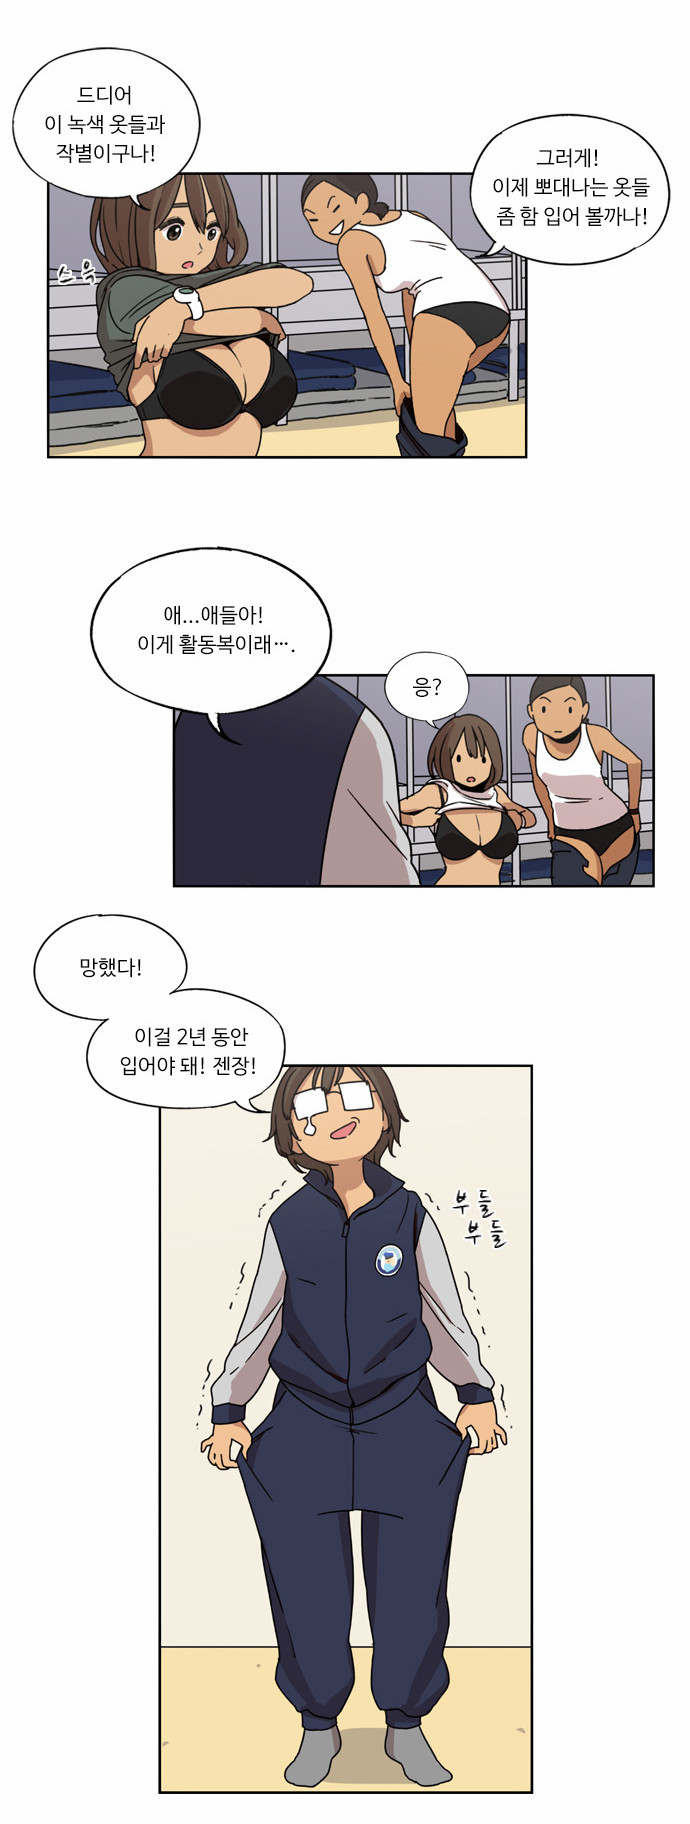 드디어
이 녹색 옷들과
작별이구나!
그러게!
이제 뽀대나는 옷들
좀 함 입어 볼까나!
스윽
애...애들아!
이게 활동복이래….
응?
망했다!
이걸 2년 동안
입어야 돼! 젠장!
부들
부들